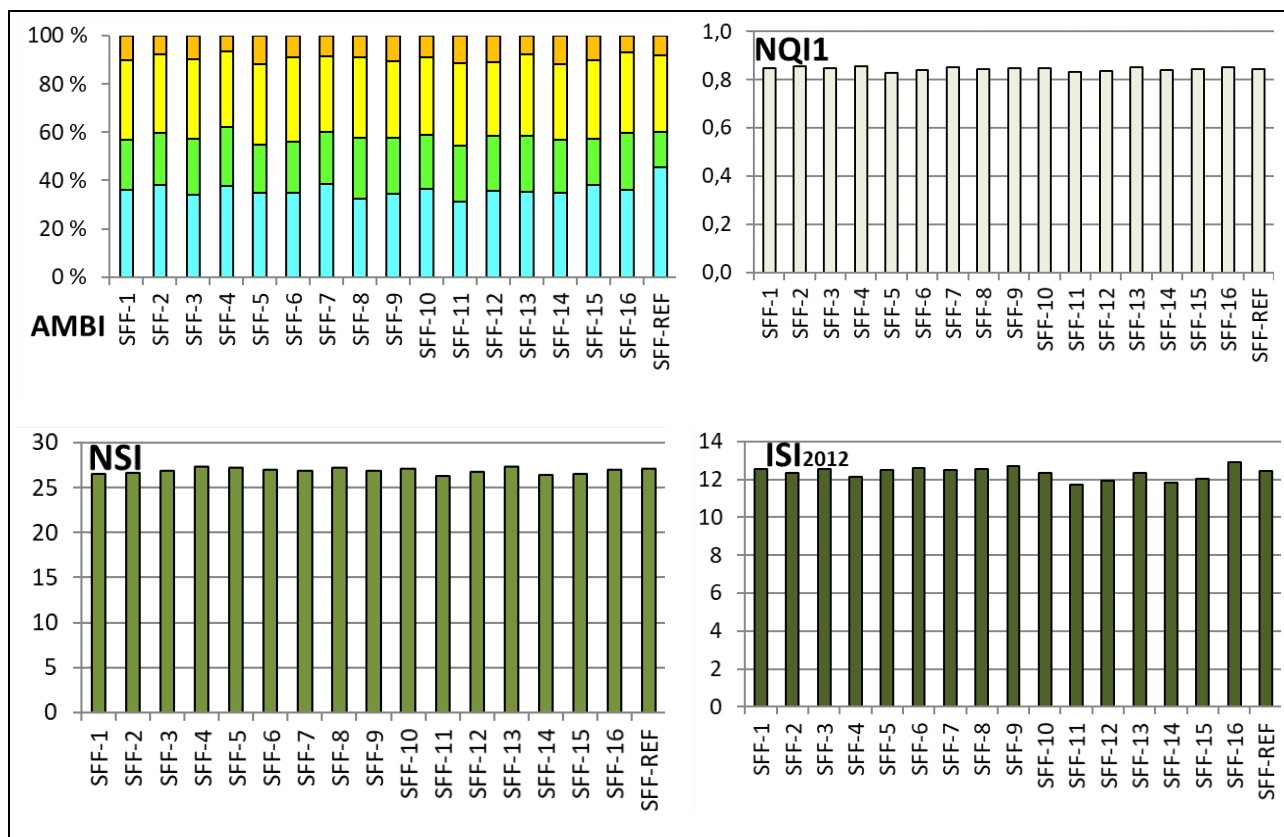 100 %
80 %
60 %
40 %
20 %
0 %
AMBI
SFF-1
SFF-2
SFF-3
SFF-4
SFF-5
SFF-6
SFF-7
SFF-8
SFF-9
SFF-10
SFF-11
SFF-12
SFF-13
SFF-14
SFF-15
SFF-16
SFF-REF
NQI1
1,0
0,8
0,6
0,4
0,2
0,0
SFF-1
SFF-2
SFF-3
SFF-4
SFF-5
SFF-6
SFF-7
SFF-8
SFF-9
SFF-10
SFF-11
SFF-12
SFF-13
SFF-14
SFF-15
SFF-16
SFF-REF
NSI
30
25
20
15
10
5
0
SFF-1
SFF-2
SFF-3
SFF-4
SFF-5
SFF-6
SFF-7
SFF-8
SFF-9
SFF-10
SFF-11
SFF-12
SFF-13
SFF-14
SFF-15
SFF-16
SFF-REF
ISI2012
14
12
10
8
6
4
2
0
SFF-1
SFF-2
SFF-3
SFF-4
SFF-5
SFF-6
SFF-7
SFF-8
SFF-9
SFF-10
SFF-11
SFF-12
SFF-13
SFF-14
SFF-15
SFF-16
SFF-REF